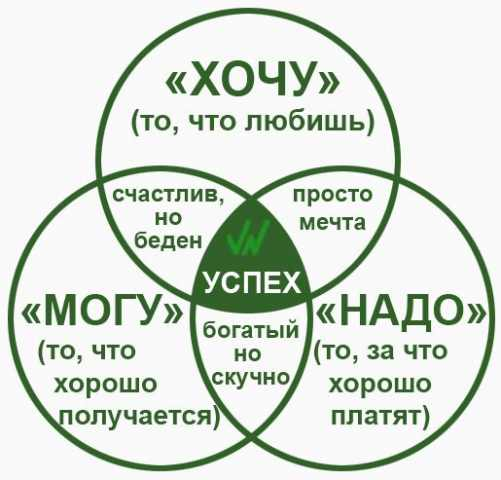 «ХОЧУ»
(то, что любишь)
счастлив,
но
беден
просто
мечта
УСПЕХ
«МОГУ»
(то, что
хорошо
получается)
богатый
но
скучно
«НАДО»
(то, за что
хорошо
платят)